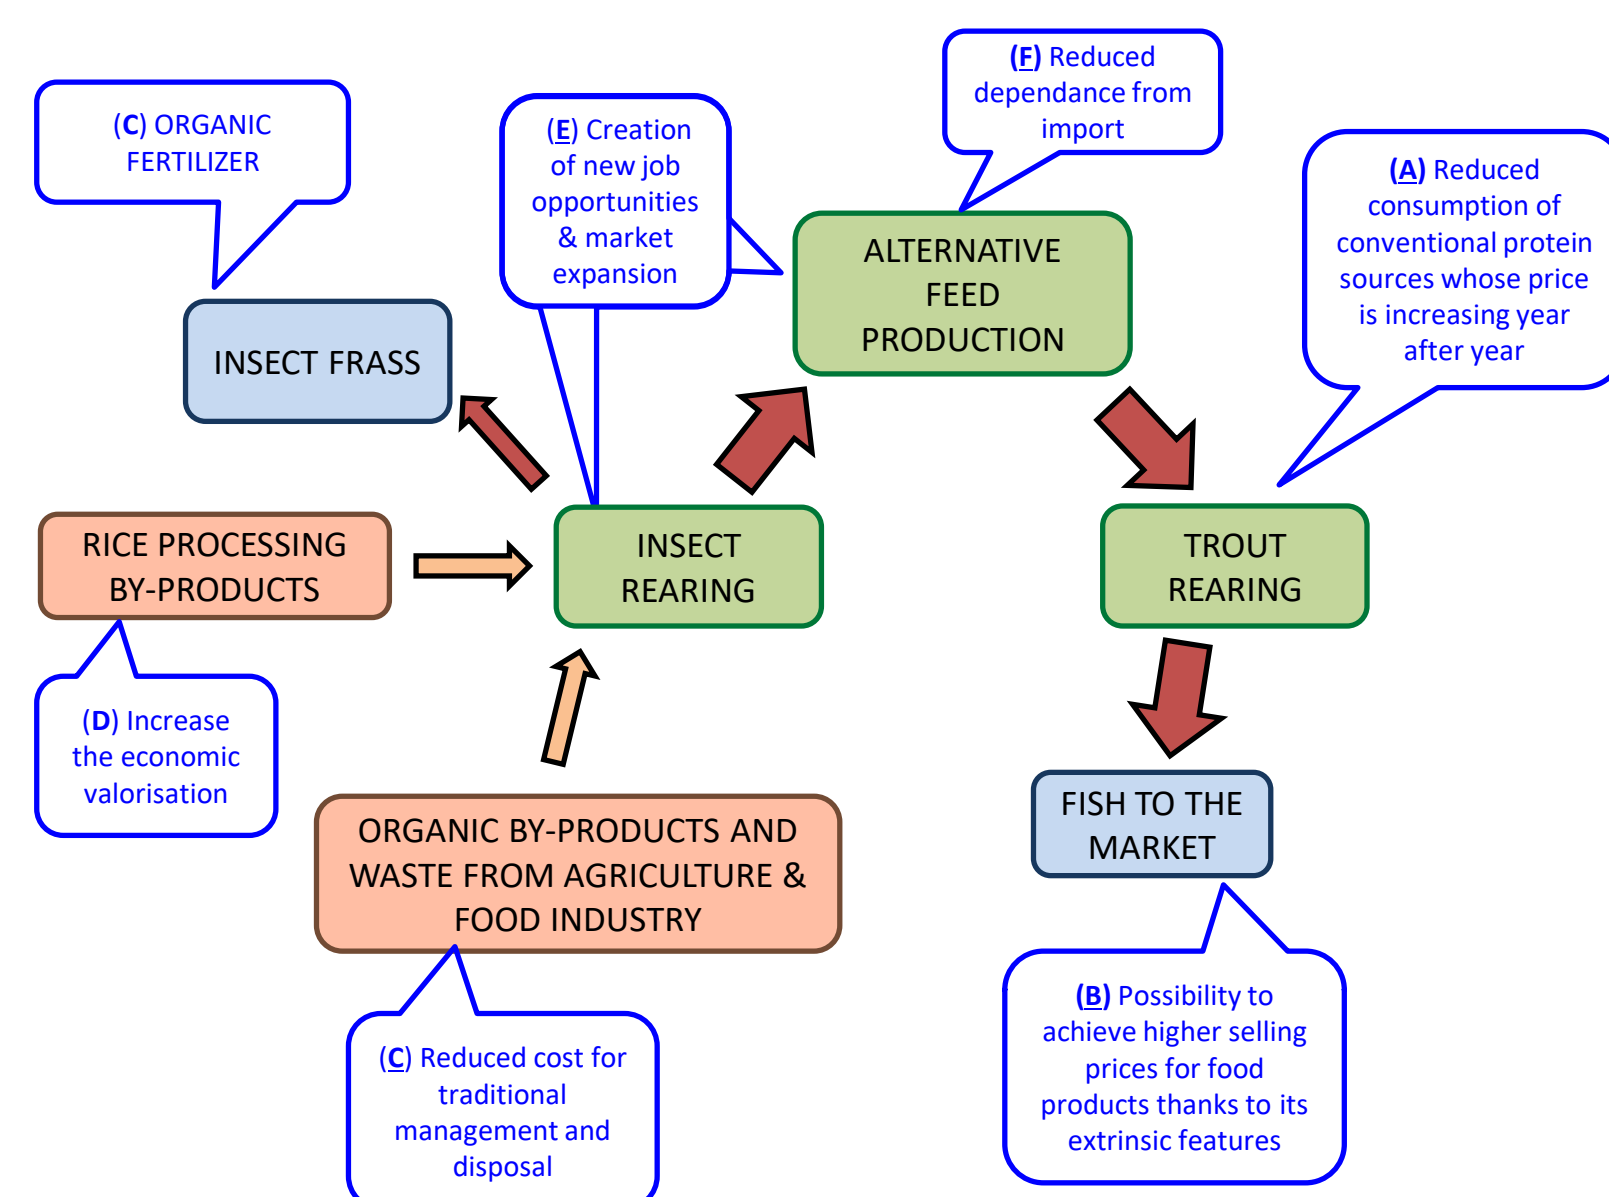 (F) Reduced
dependance from
import
(C) ORGANIC
FERTILIZER
(E) Creation
of new job
opportunities
& market
expansion
(A) Reduced
consumption of
conventional protein
sources whose price
is increasing year
after year
ALTERNATIVE
FEED
PRODUCTION
INSECT FRASS
RICE PROCESSING
BY-PRODUCTS
INSECT
REARING
TROUT
REARING
(D) Increase
the economic
valorisation
FISH TO THE
MARKET
ORGANIC BY-PRODUCTS AND
WASTE FROM AGRICULTURE &
FOOD INDUSTRY
(C) Reduced cost for
traditional
management and
disposal
(B) Possibility to
achieve higher selling
prices for food
products thanks to its
extrinsic features